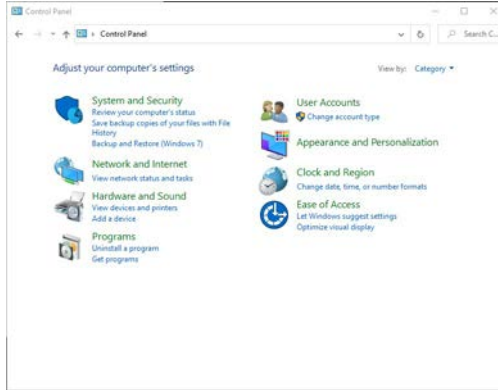 Control Panel
Control Panel
Search C...
Adjust your computer's settings
View by: Category
System and Security
Review your computer's status
Save backup copies of your files with File
History
Backup and Restore (Windows 7)
Network and Internet
View network status and tasks
Hardware and Sound
View devices and printers
Add a device
Programs
Uninstall a program
Get programs
User Accounts
Change account type
Appearance and Personalization
Clock and Region
Change date, time, or number formats
Ease of Access
Let Windows suggest settings
Optimize visual display